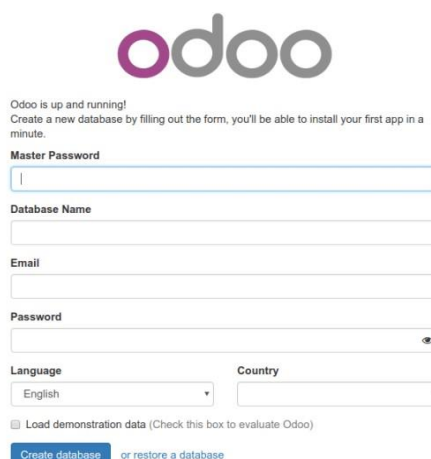 odoo
Odoo is up and running!
Create a new database by filling out the form, you'll be able to install your first app in a
minute.
Master Password
Database Name
Email
Password
Language Country
English
Load demonstration data (Check this box to evaluate Odoo)
Create database or restore a database